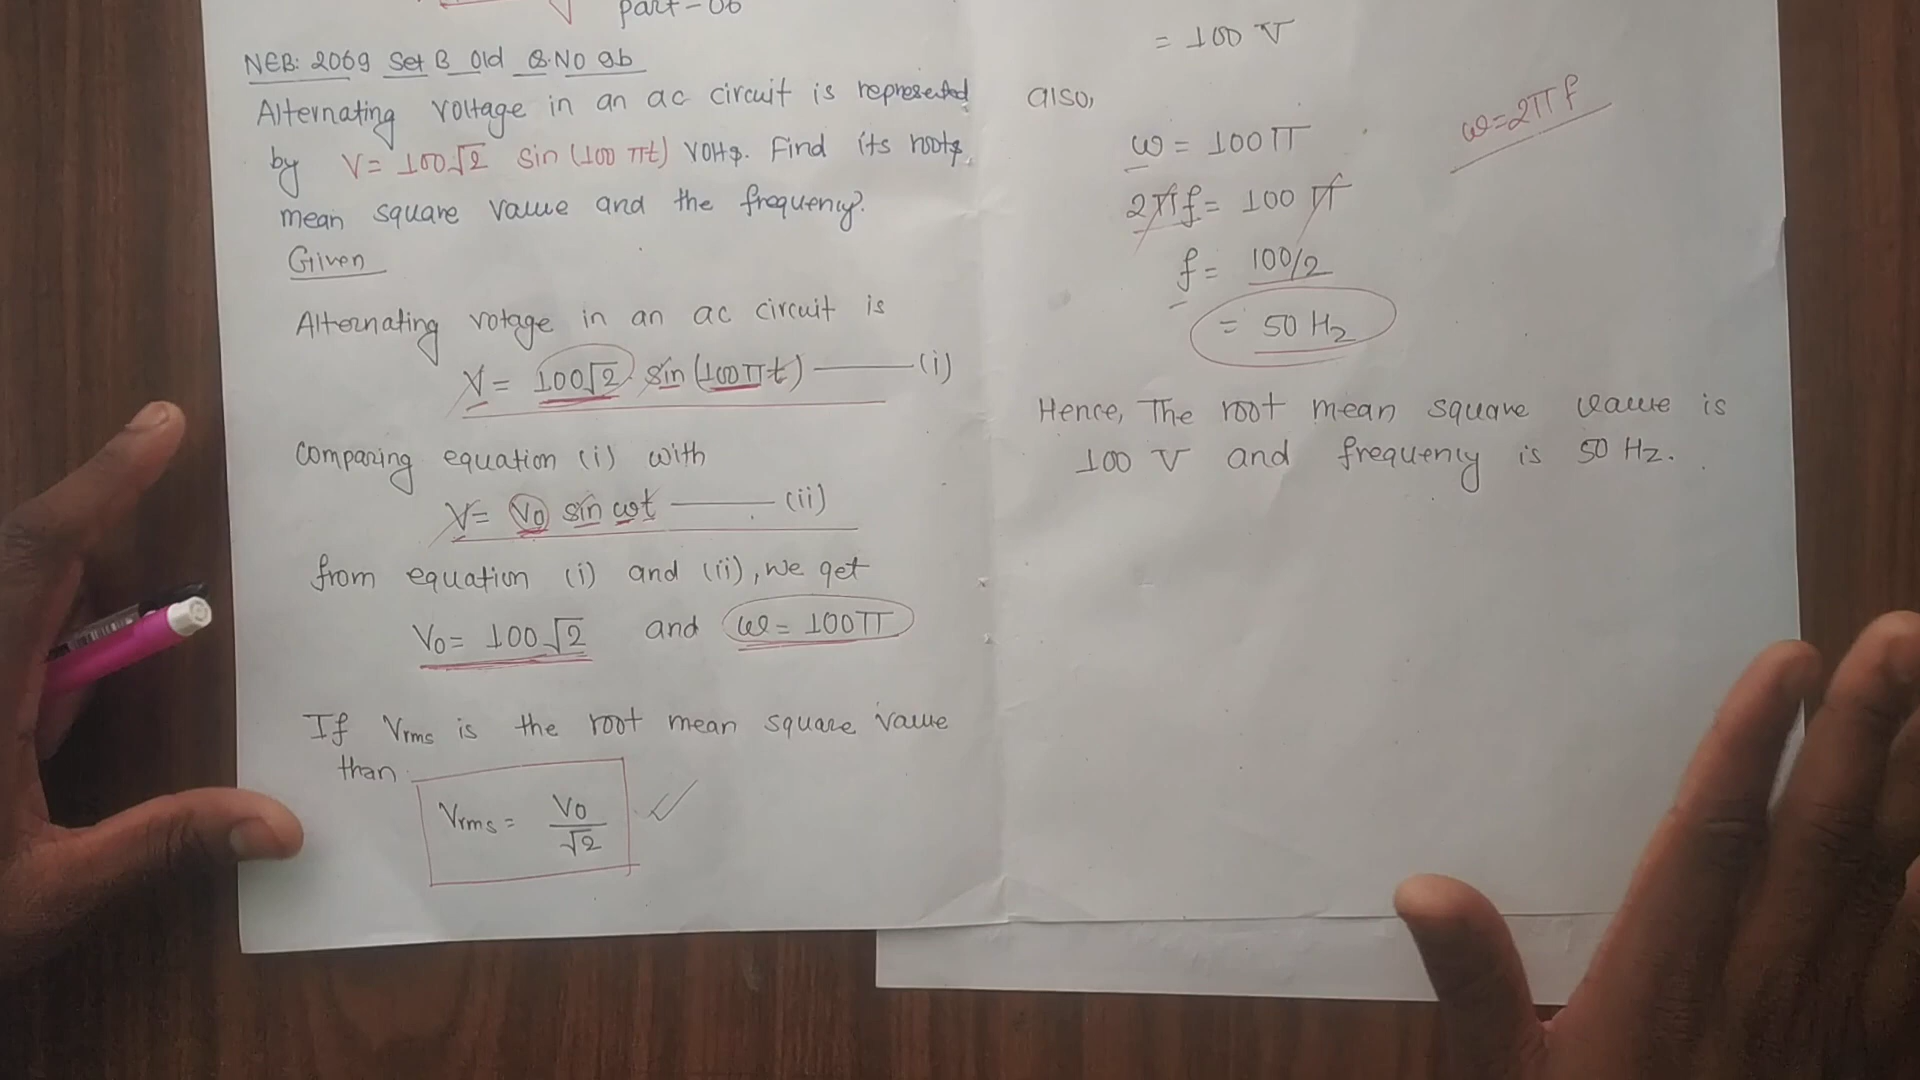 Part-06
NEB: 2069 Set B Old Q.No 9b
Alternating voltage in an ac circuit is represented
by V= 100√2 sin (100 πt) volts. Find its roots
mean square value and the frequency?
Given
Alternating votage in an ac circuit is
V= 100√2 sin (100πt) ——— (i)
comparing equation (i) with
V= V0 sin ωt ——— (ii)
from equation (i) and (ii), we get
V0= 100√2 and ω= 100π
If Vrms is the root mean square value
than
Vrms = V0/√2
= 100 V
also,
ω = 100π
ω=2πf
2πf= 100 π
f= 100/2
= 50 Hz
Hence, The root mean square value is
100 V and frequency is 50 Hz.